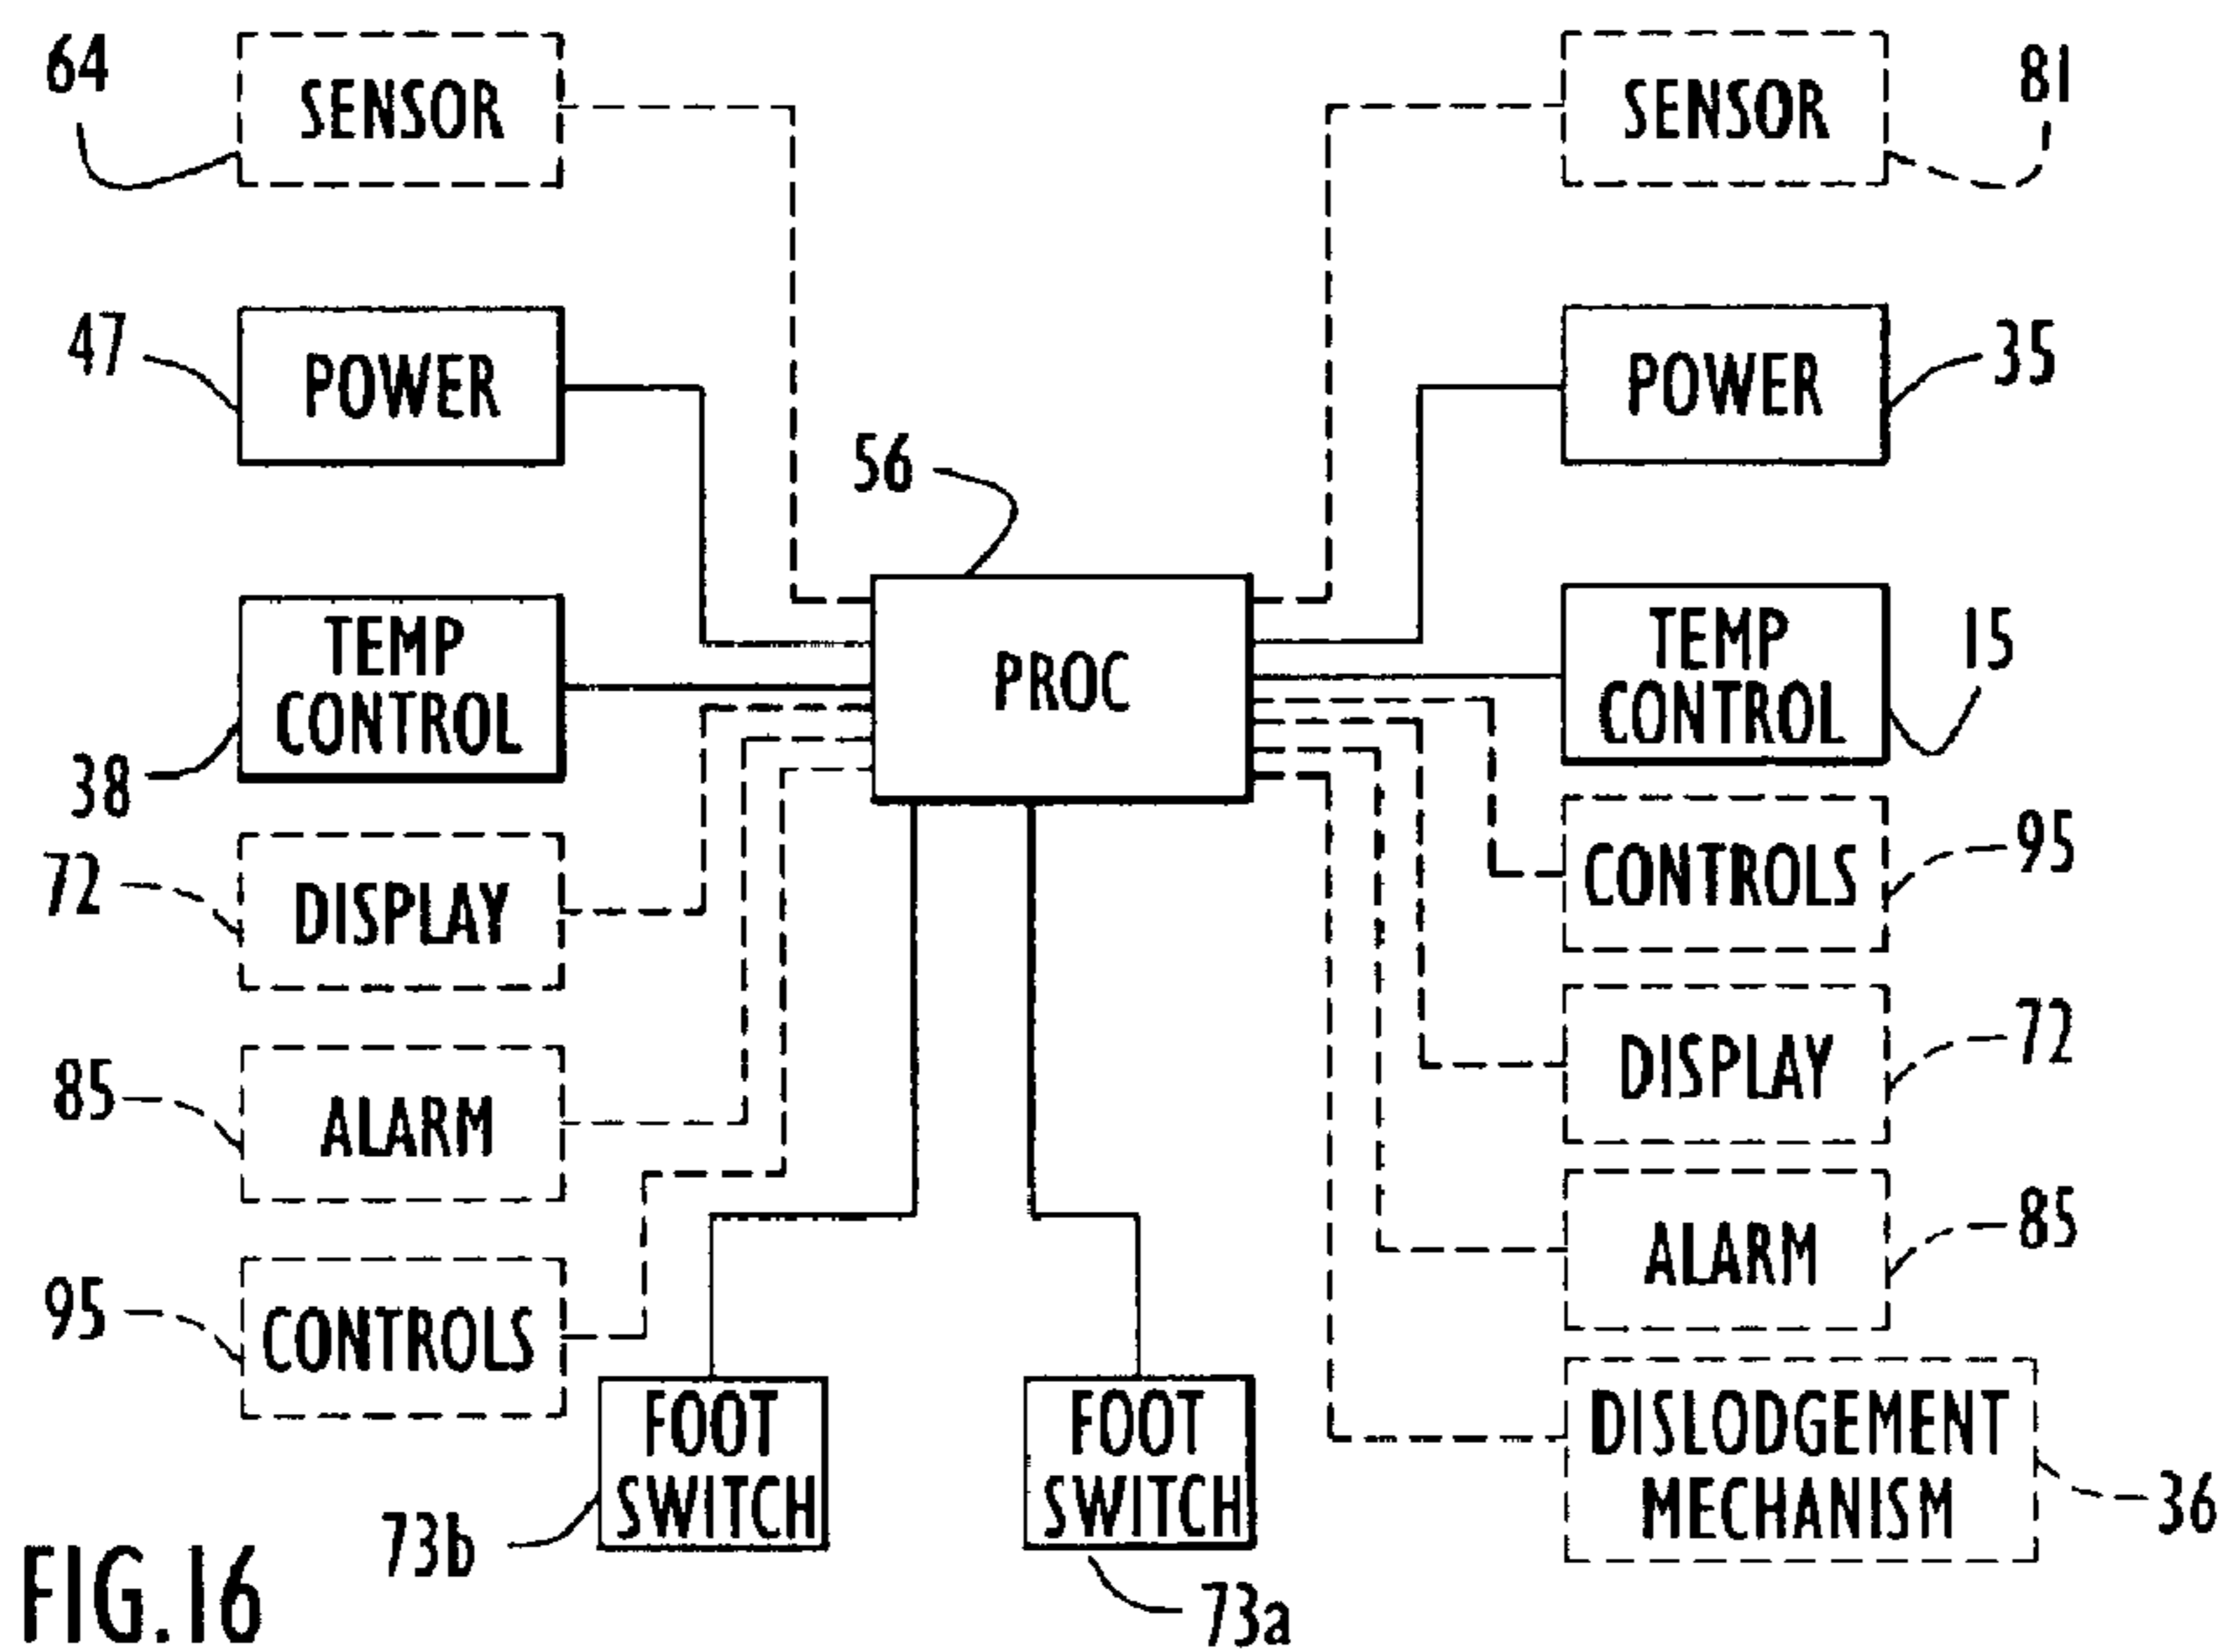 64
SENSOR
SENSOR
81
47
POWER
POWER
35
56
TEMP
CONTROL
38
PROC
TEMP
CONTROL
15
72
DISPLAY
CONTROLS
95
85
ALARM
DISPLAY
72
95
CONTROLS
ALARM
85
FOOT
SWITCH
73b
FOOT
SWITCH
73a
DISLODGEMENT
MECHANISM
36
FIG.16